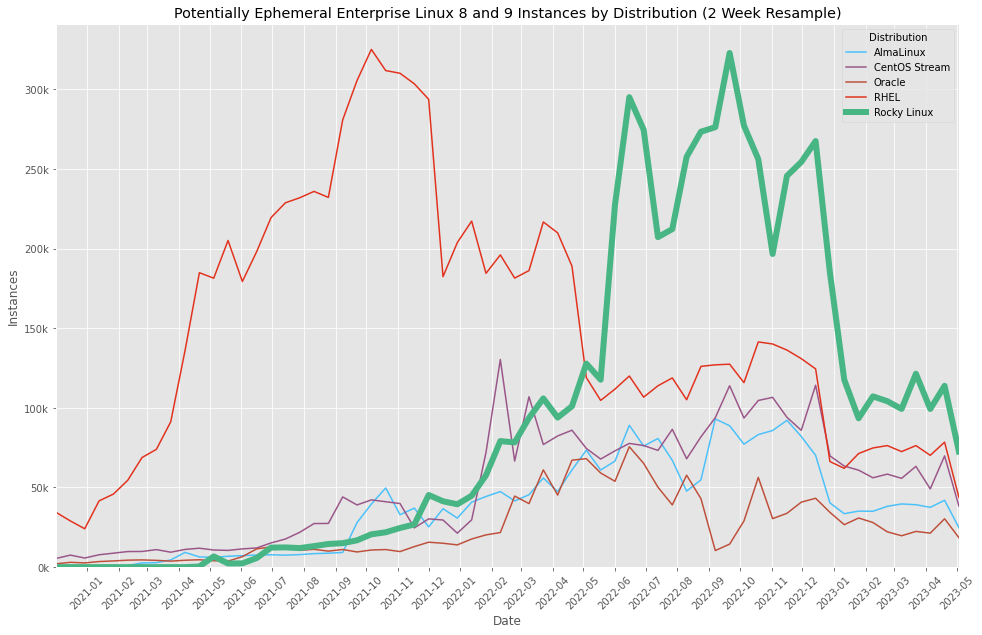 Potentially Ephemeral Enterprise Linux 8 and 9 Instances by Distribution (2 Week Resample)
Distribution
AlmaLinux
CentOS Stream
Oracle
RHEL
Rocky Linux
300k
250k
200k
150k
100k
50k
0k
Instances
2021-01
2021-02
2021-03
2021-04
2021-05
2021-06
2021-07
2021-08
2021-09
2021-10
2021-11
2021-12
2022-01
2022-02
2022-03
2022-04
2022-05
2022-06
2022-07
2022-08
2022-09
2022-10
2022-11
2022-12
2023-01
2023-02
2023-03
2023-04
2023-05
Date